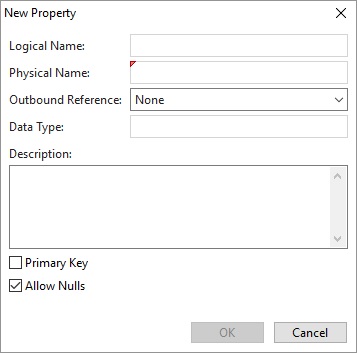 New Property
Logical Name:
Physical Name:
Outbound Reference: None
Data Type:
Description:
Primary Key
Allow Nulls
OK Cancel